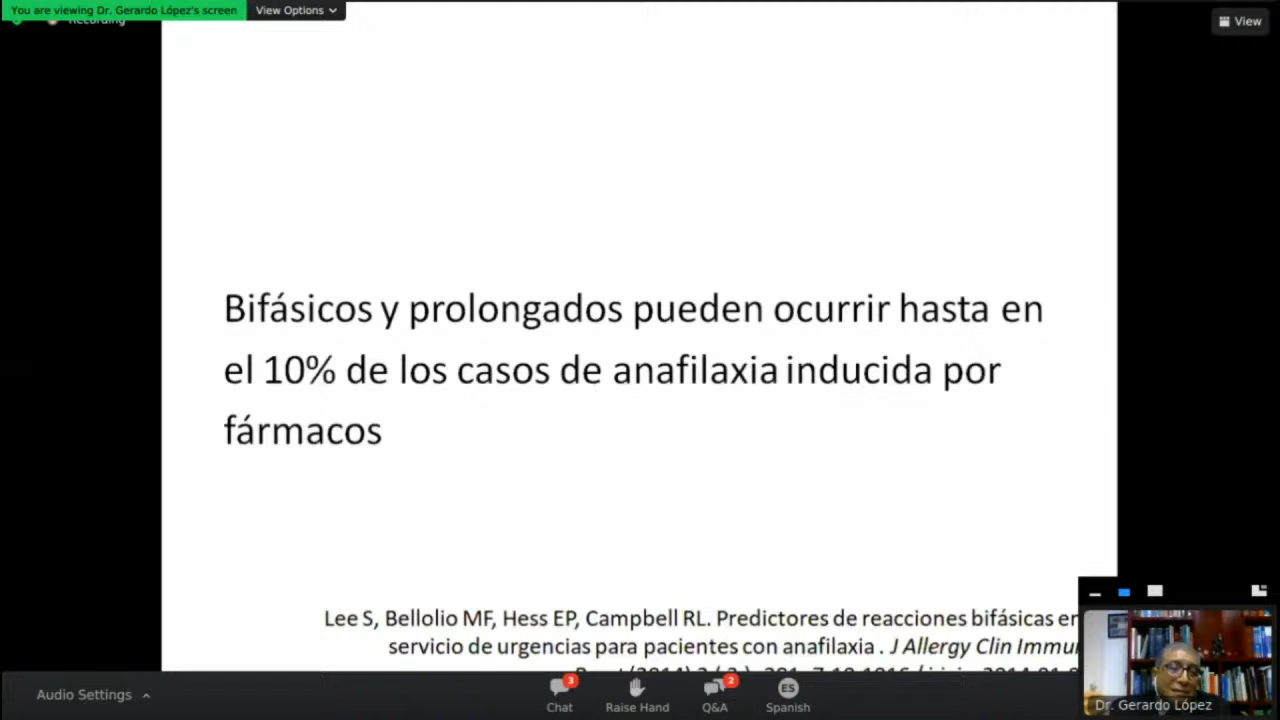 You are viewing Dr. Gerardo López's screen View Options
Recording
View
Bifásicos y prolongados pueden ocurrir hasta en
el 10% de los casos de anafilaxia inducida por
fármacos
Lee S, Bellolio MF, Hess EP, Campbell RL. Predictores de reacciones bifásicas en
servicio de urgencias para pacientes con anafilaxia . J Allergy Clin Immun
Audio Settings
3
Chat
Raise Hand
2
Q&A
ES
Spanish
Dr. Gerardo López